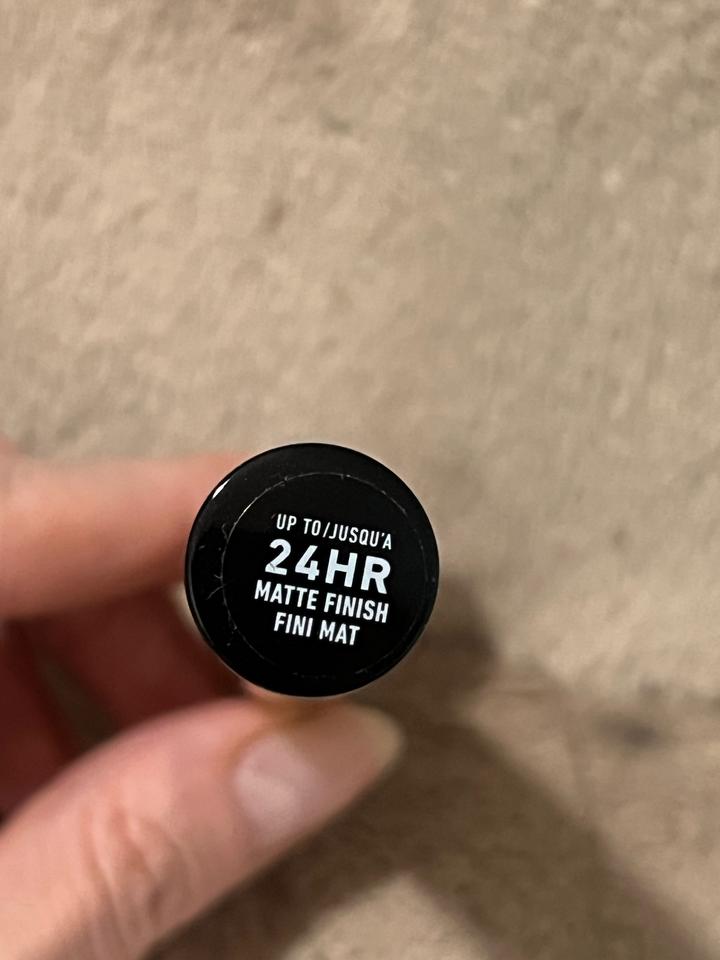 UP TO/JUSQU'A
24HR
MATTE FINISH
FINI MAT